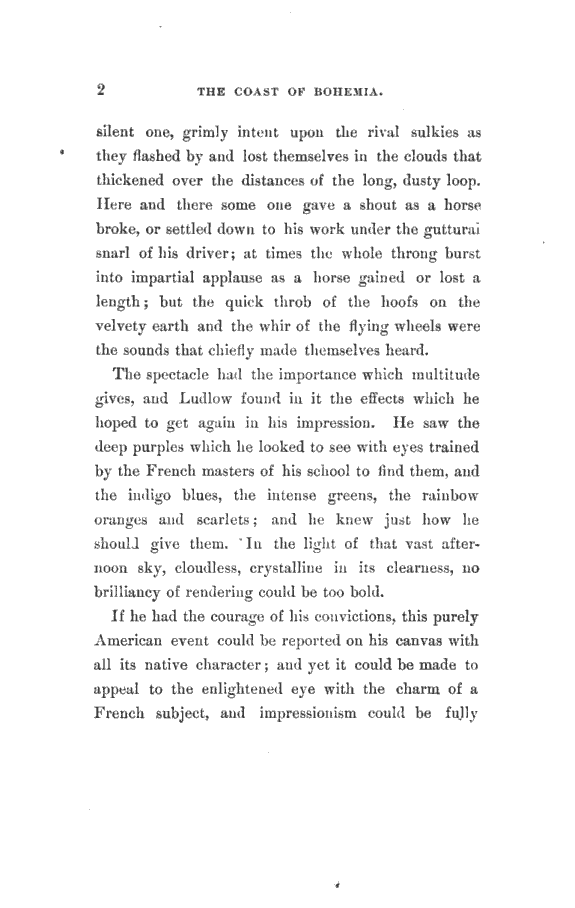 2 THE COAST OF BOHEMIA.
silent one, grimly intent upon the rival sulkies as
they flashed by and lost themselves in the clouds that
thickened over the distances of the long, dusty loop.
Here and there some one gave a shout as a horse
broke, or settled down to his work under the guttural
snarl of his driver; at times the whole throng burst
into impartial applause as a horse gained or lost a
length; but the quick throb of the hoofs on the
velvety earth and the whir of the flying wheels were
the sounds that chiefly made themselves heard.
The spectacle had the importance which multitude
gives, and Ludlow found in it the effects which he
hoped to get again in his impression. He saw the
deep purples which he looked to see with eyes trained
by the French masters of his school to find them, and
the indigo blues, the intense greens, the rainbow
oranges and scarlets; and he knew just how he
should give them. In the light of that vast after-
noon sky, cloudless, crystalline in its clearness, no
brilliancy of rendering could be too bold.
If he had the courage of his convictions, this purely
American event could be reported on his canvas with
all its native character; and yet it could be made to
appeal to the enlightened eye with the charm of a
French subject, and impressionism could be fully